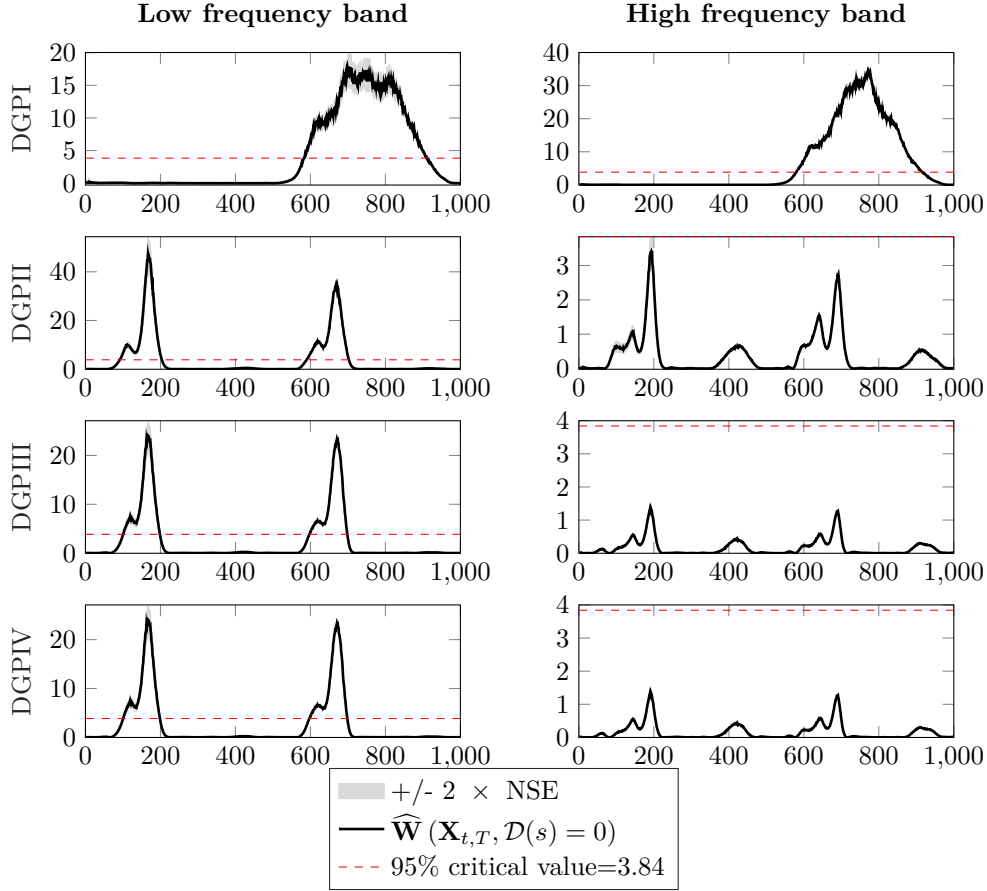 Low frequency band
High frequency band
DGPI
20
15
10
5
0
0 200 400 600 800 1,000
40
30
20
10
0
0 200 400 600 800 1,000
DGPII
40
20
0
0 200 400 600 800 1,000
3
2
1
0
0 200 400 600 800 1,000
DGPIII
20
10
0
0 200 400 600 800 1,000
4
3
2
1
0
0 200 400 600 800 1,000
DGPIV
20
10
0
0 200 400 600 800 1,000
4
3
2
1
0
0 200 400 600 800 1,000
+/- 2 × NSE
$\widehat{\mathbf{W}}$ ($\mathbf{X}_{t,T}$, $\mathcal{D}(s) = 0$)
95% critical value=3.84